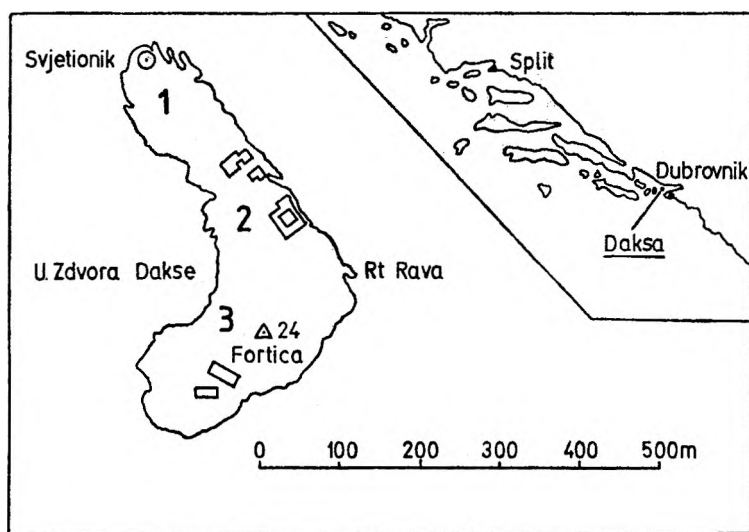 Svjetionik
1
2
U. Zdvora Dakse
Rt Rava
3
24
Fortica
0 100 200 300 400 500m
Split
Dubrovnik
Daksa